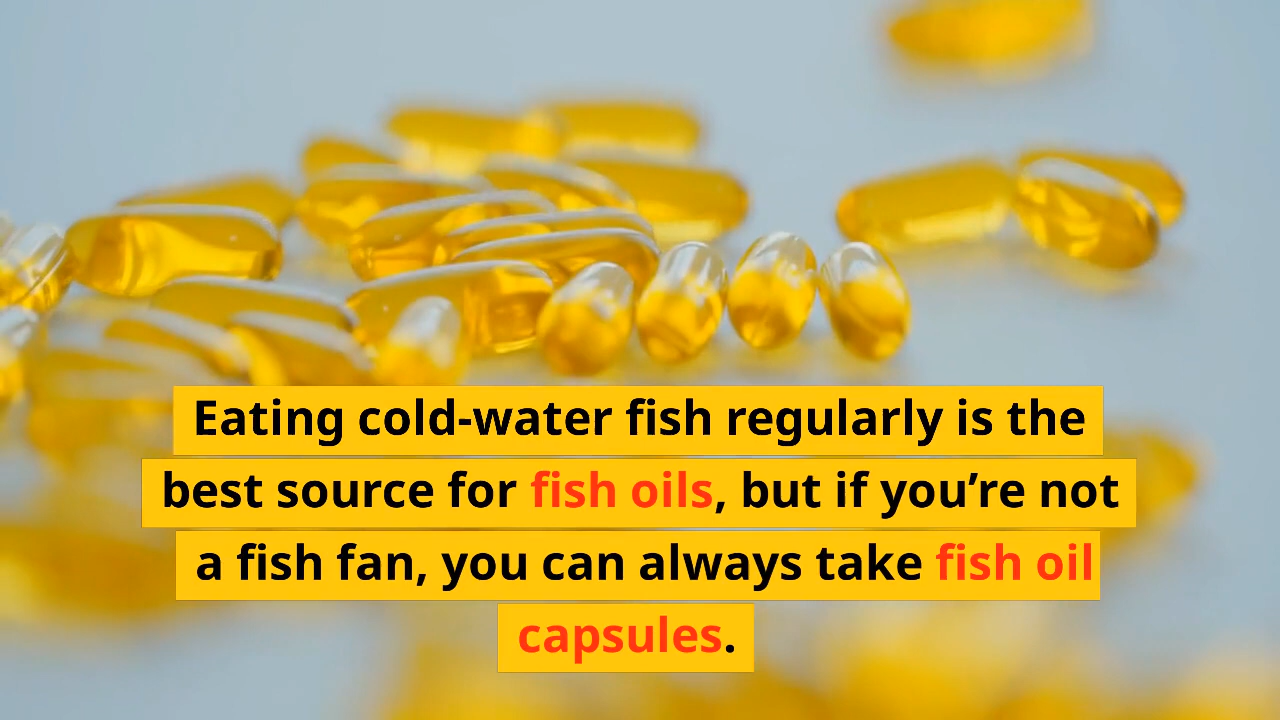 Eating cold-water fish regularly is the
best source for fish oils, but if you’re not
a fish fan, you can always take fish oil
capsules.